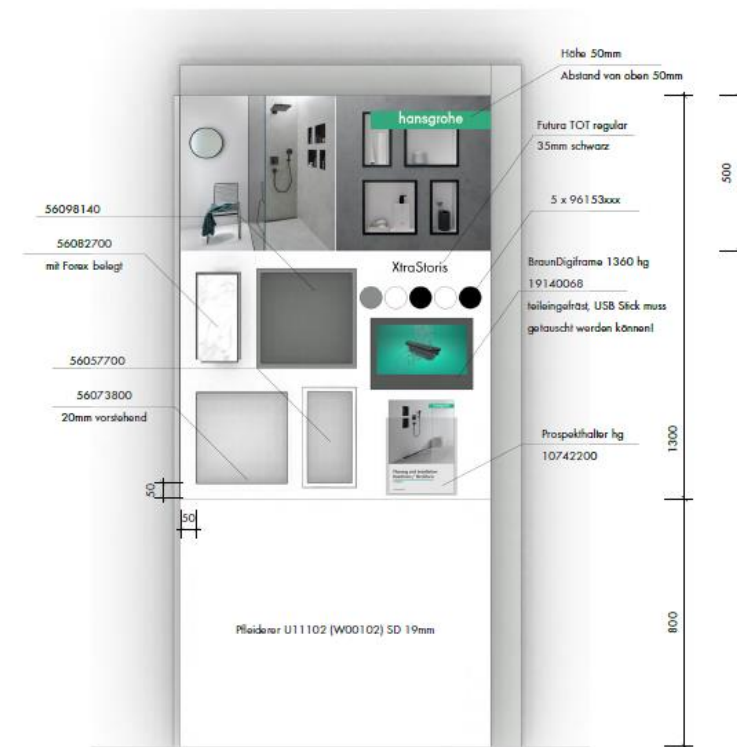 Höhe 50mm
Abstand von oben 50mm
hansgrohe
Futura TOT regular
35mm schwarz
500
56098140
5 x 96153xxx
56082700
mit Forex belegt
XtraStoris
BraunDigiframe 1360 hg
19140068
teileingefräst, USB Stick muss
getauscht werden können!
56057700
56073800
20mm vorstehend
Prospekthalter hg
10742200
1300
50
50
Pfleiderer U11102 (W00102) SD 19mm
800